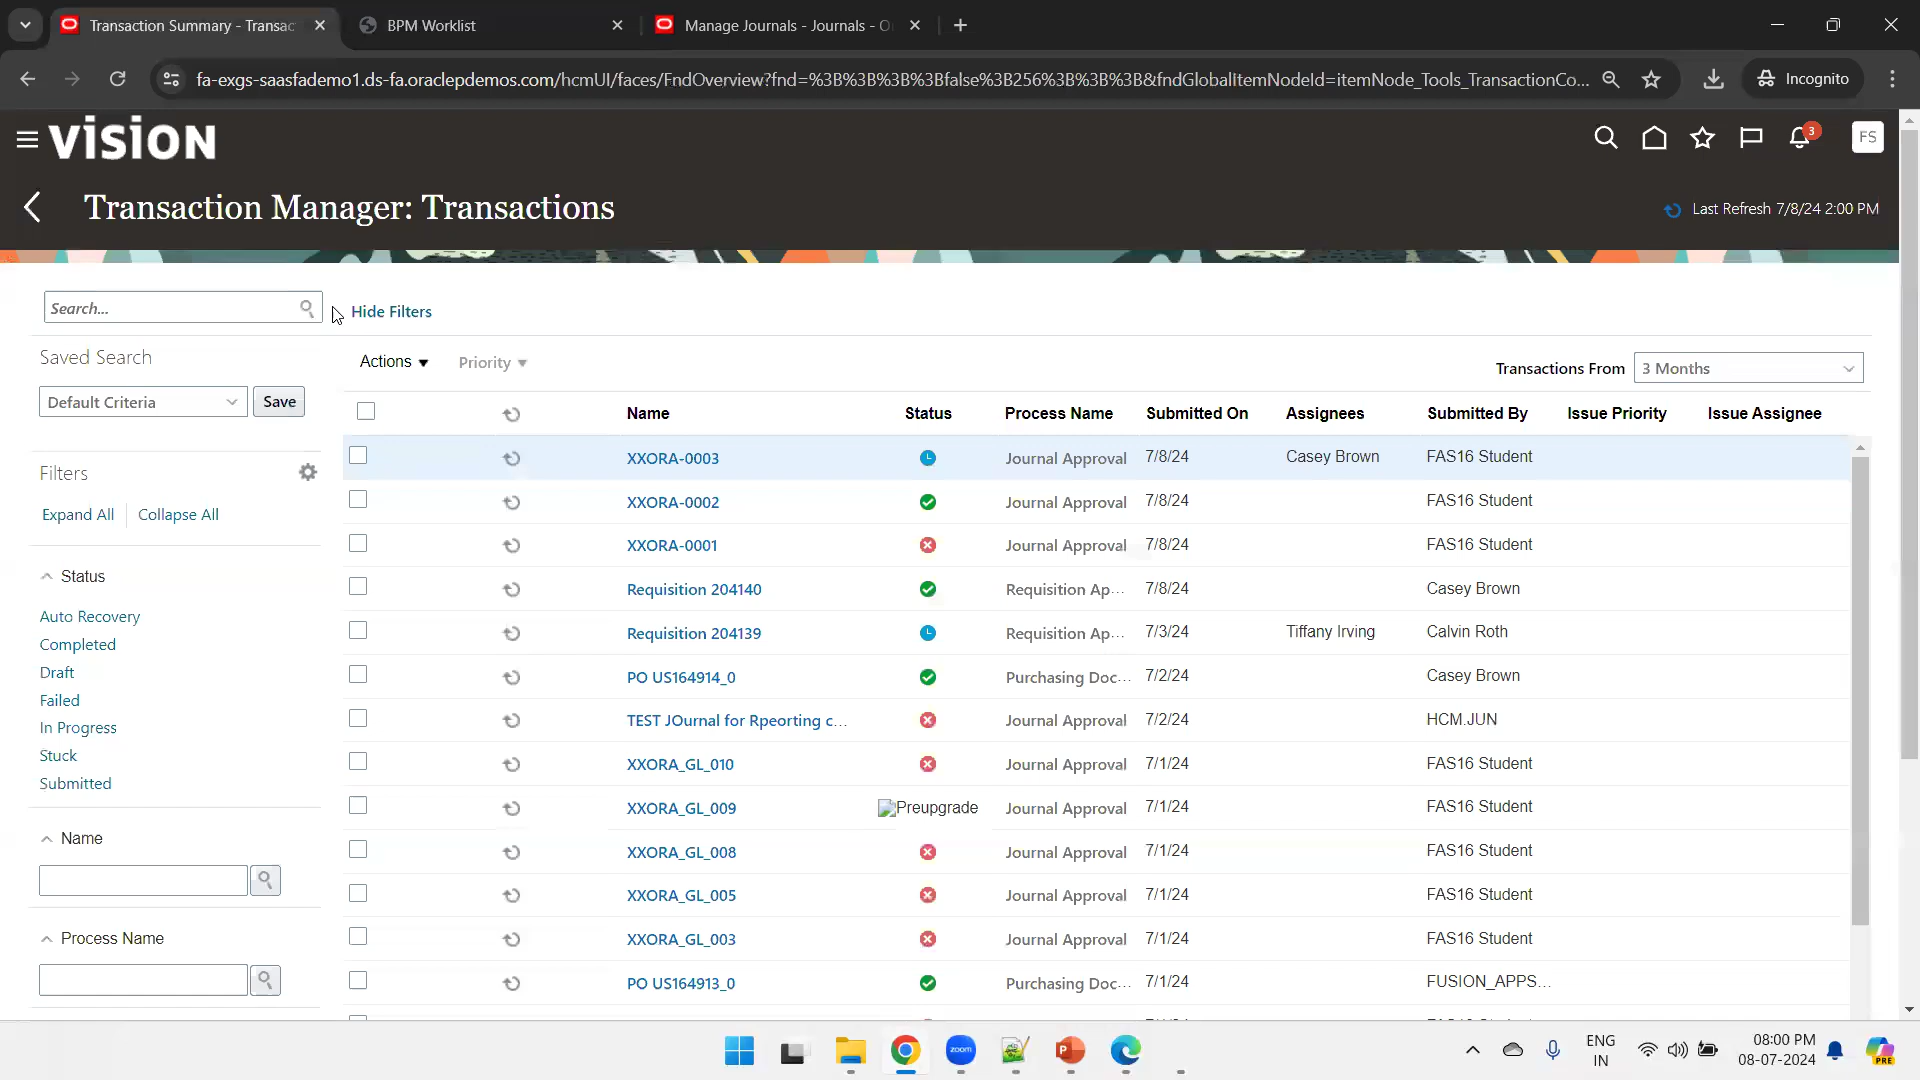 Transaction Summary - Transac
BPM Worklist
Manage Journals - Journals - O
fa-exgs-saasfademo1.ds-fa.oraclepdemos.com/hcmUI/faces/FndOverview?fnd=%3B%3B%3B%3Bfalse%3B256%3B%3B%3B&fndGlobalItemNodeId=itemNode_Tools_TransactionCo...
Incognito
VISION
3
FS
Transaction Manager: Transactions
Last Refresh 7/8/24 2:00 PM
Search...
Hide Filters
Saved Search
Default Criteria
Save
Filters
Expand All
Collapse All
Status
Auto Recovery
Completed
Draft
Failed
In Progress
Stuck
Submitted
Name
Process Name
Actions
Priority
Transactions From
3 Months
Name Status Process Name Submitted On Assignees Submitted By Issue Priority Issue Assignee
XXORA-0003 Journal Approval 7/8/24 Casey Brown FAS16 Student
XXORA-0002 Journal Approval 7/8/24 FAS16 Student
XXORA-0001 Journal Approval 7/8/24 FAS16 Student
Requisition 204140 Requisition Ap... 7/8/24 Casey Brown
Requisition 204139 Requisition Ap... 7/3/24 Tiffany Irving Calvin Roth
PO US164914_0 Purchasing Doc... 7/2/24 Casey Brown
TEST JOurnal for Rpeorting c... Journal Approval 7/2/24 HCM.JUN
XXORA_GL_010 Journal Approval 7/1/24 FAS16 Student
XXORA_GL_009 Preupgrade Journal Approval 7/1/24 FAS16 Student
XXORA_GL_008 Journal Approval 7/1/24 FAS16 Student
XXORA_GL_005 Journal Approval 7/1/24 FAS16 Student
XXORA_GL_003 Journal Approval 7/1/24 FAS16 Student
PO US164913_0 Purchasing Doc... 7/1/24 FUSION_APPS...
zoom
ENG
IN
08:00 PM
08-07-2024
PRE